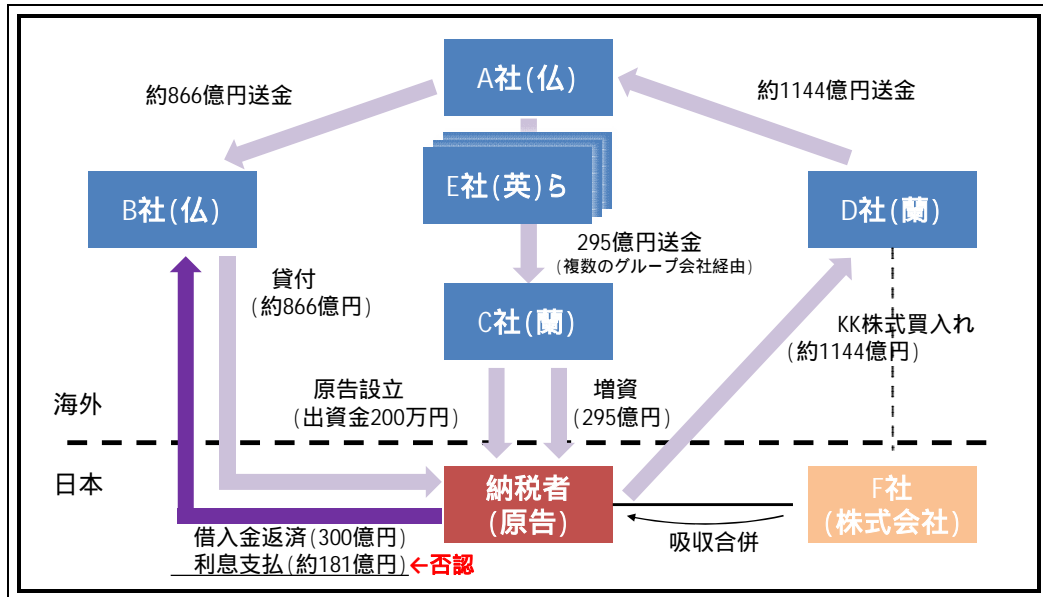 A社(仏)
約866億円送金
約1144億円送金
E社(英)ら
B社(仏)
D社(蘭)
295億円送金
(複数のグループ会社経由)
貸付
(約866億円)
C社(蘭)
KK株式買入れ
(約1144億円)
原告設立
(出資金200万円)
増資
(295億円)
海外
日本
納税者
(原告)
F社
(株式会社)
吸収合併
借入金返済(300億円)
利息支払(約181億円)←否認